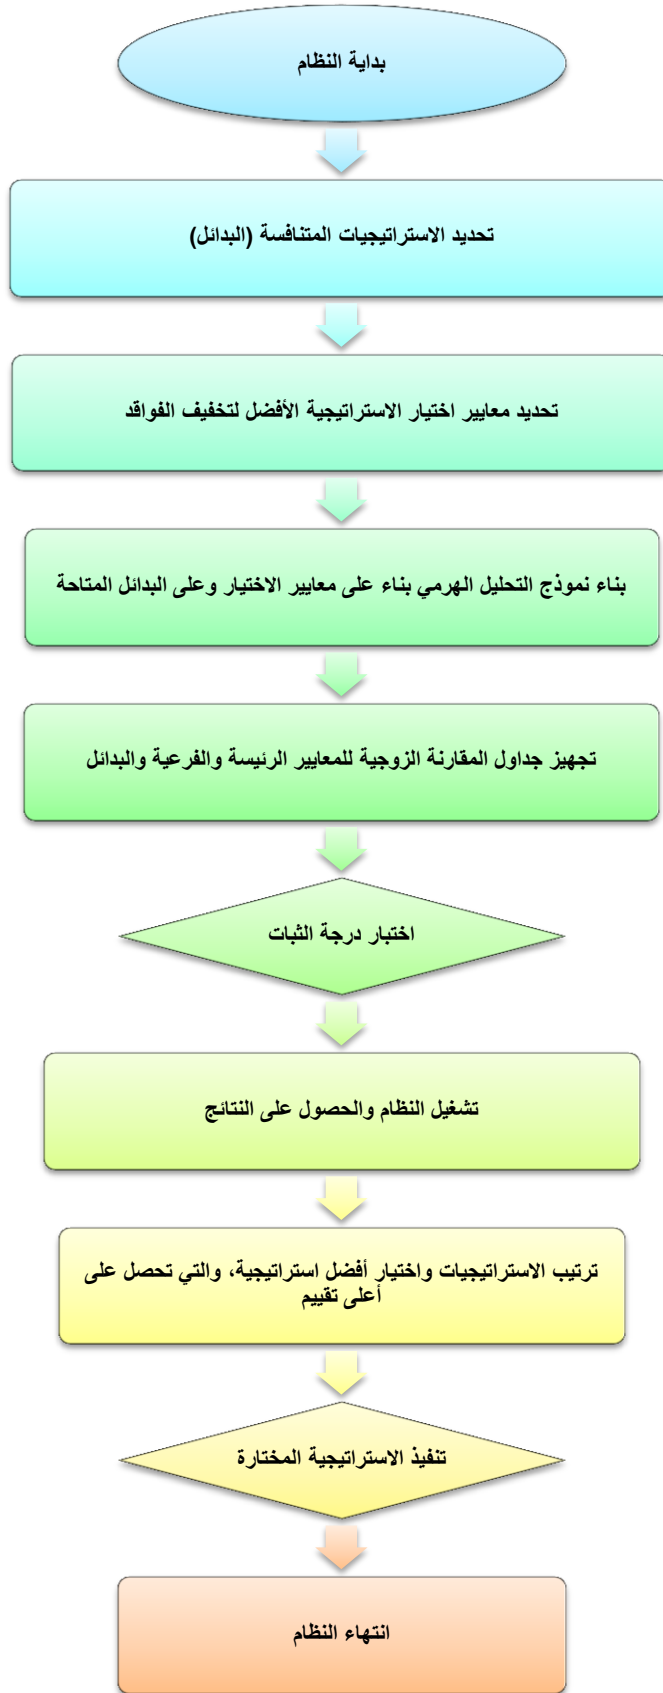 بداية النظام
تحديد الاستراتيجيات المتنافسة (البدائل)
تحديد معايير اختيار الاستراتيجية الأفضل لتخفيف الفواقد
بناء نموذج التحليل الهرمي بناء على معايير الاختيار وعلى البدائل المتاحة
تجهيز جداول المقارنة الزوجية للمعايير الرئيسة والفرعية والبدائل
اختبار درجة الثبات
تشغيل النظام والحصول على النتائج
ترتيب الاستراتيجيات واختيار أفضل استراتيجية، والتي تحصل على
أعلى تقييم
تنفيذ الاستراتيجية المختارة
انتهاء النظام